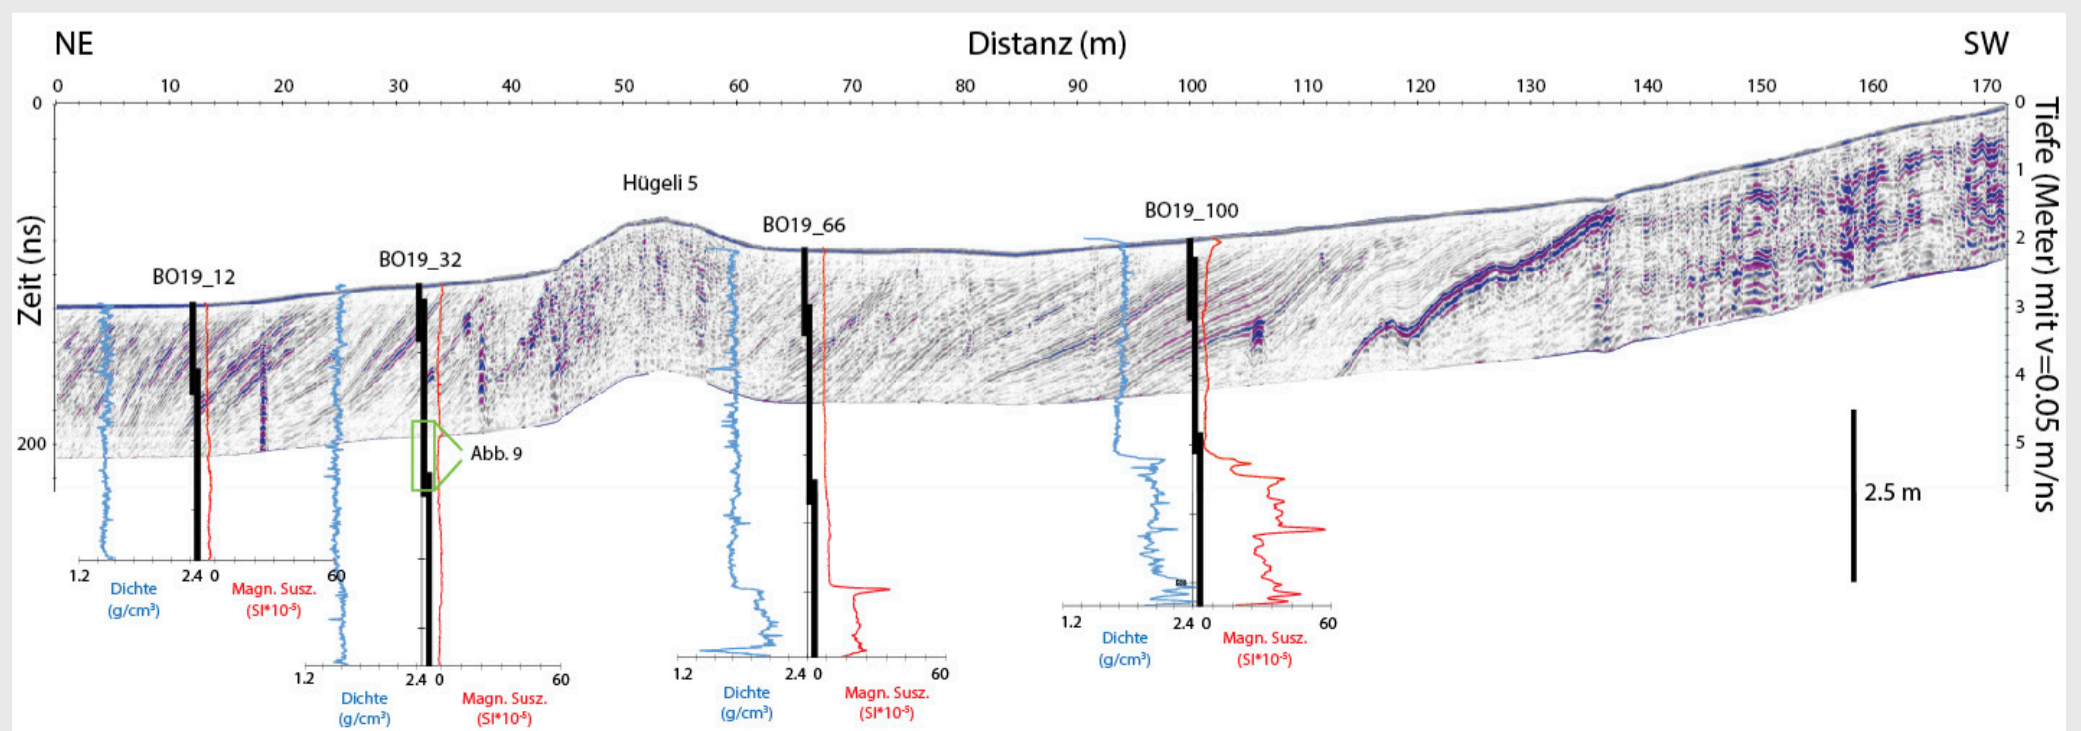 NE Distanz (m) SW
0 10 20 30 40 50 60 70 80 90 100 110 120 130 140 150 160 170
0
200
Zeit (ns)
0
1
2
3
4
5
Tiefe (Meter) mit v=0.05 m/ns
Hügeli 5
BO19_12
BO19_32
BO19_66
BO19_100
Abb. 9
2.5 m
1.2 2.4 0 60
Dichte
(g/cm³)
Magn. Susz.
(SI*10⁻⁵)
1.2 2.4 0 60
Dichte
(g/cm³)
Magn. Susz.
(SI*10⁻⁵)
1.2 2.4 0 60
Dichte
(g/cm³)
Magn. Susz.
(SI*10⁻⁵)
1.2 2.4 0 60
Dichte
(g/cm³)
Magn. Susz.
(SI*10⁻⁵)